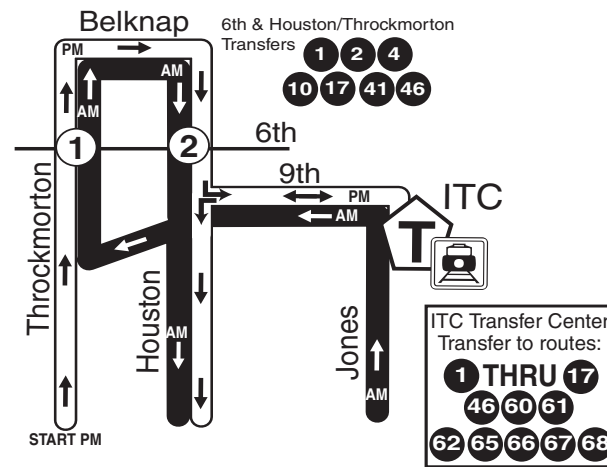 Belknap
6th & Houston/Throckmorton
Transfers
1 2 4
10 17 41 46
PM
AM
AM
1
2
6th
9th
PM
AM
ITC
T
Throckmorton
Houston
AM
Jones
AM
START PM
ITC Transfer Center
Transfer to routes:
1 THRU 17
46 60 61
62 65 66 67 68